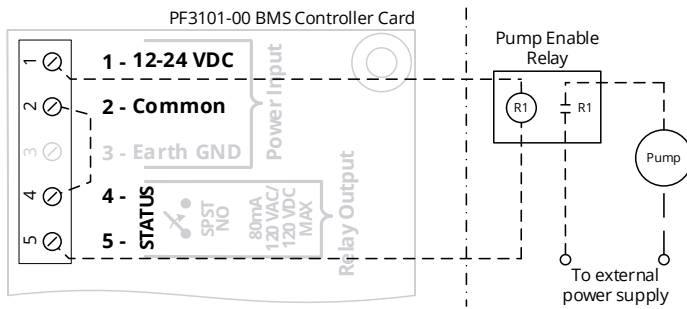 PF3101-00 BMS Controller Card
1
2
3
4
5
1 - 12-24 VDC
2 - Common
3 - Earth GND
Power Input
4 -
5 -
STATUS
SPST
NO
80mA
120 VAC/
120 VDC
MAX
Relay Output
Pump Enable
Relay
R1
R1
Pump
To external
power supply